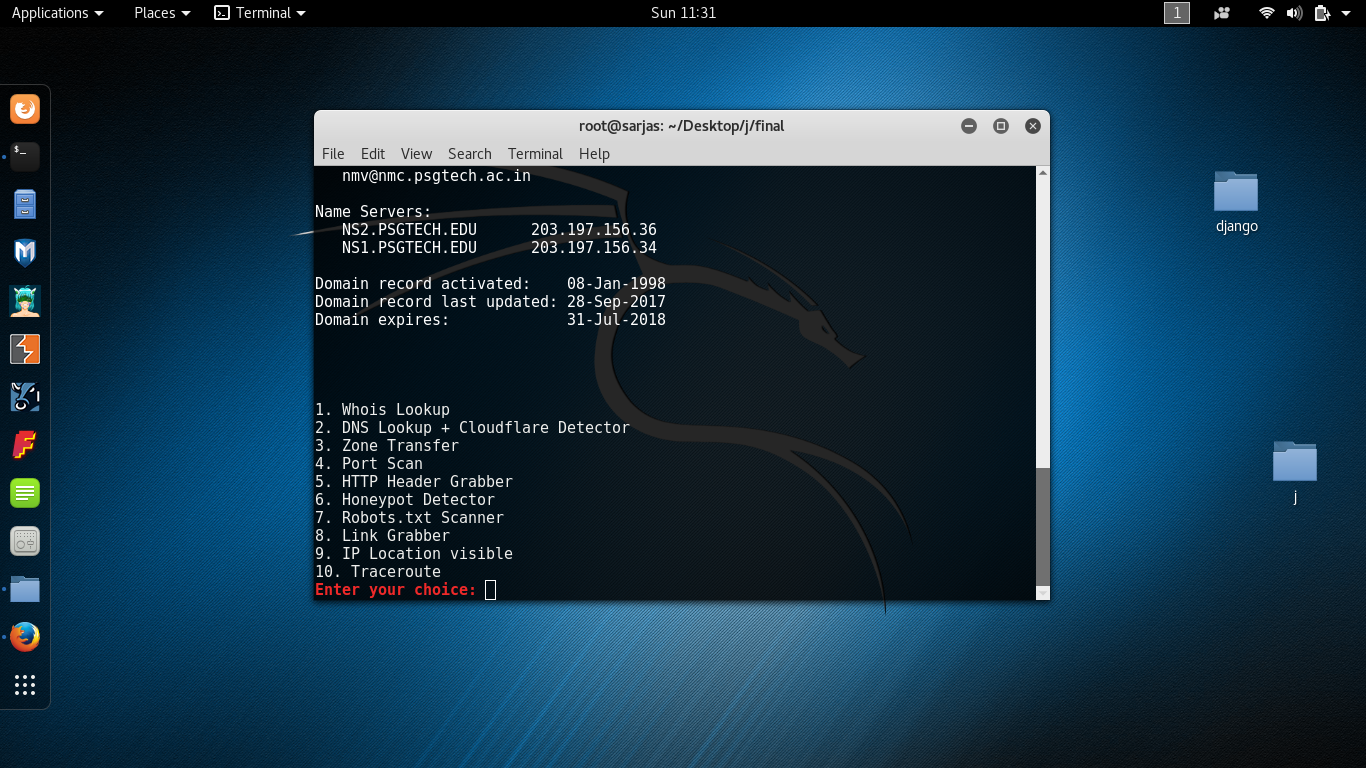 Applications Places Terminal Sun 11:31 1
root@sarjas: ~/Desktop/j/final
File Edit View Search Terminal Help
nmv@nmc.psgtech.ac.in
Name Servers:
NS2.PSGTECH.EDU 203.197.156.36
NS1.PSGTECH.EDU 203.197.156.34
Domain record activated: 08-Jan-1998
Domain record last updated: 28-Sep-2017
Domain expires: 31-Jul-2018
1. Whois Lookup
2. DNS Lookup + Cloudflare Detector
3. Zone Transfer
4. Port Scan
5. HTTP Header Grabber
6. Honeypot Detector
7. Robots.txt Scanner
8. Link Grabber
9. IP Location visible
10. Traceroute
Enter your choice:
django
j